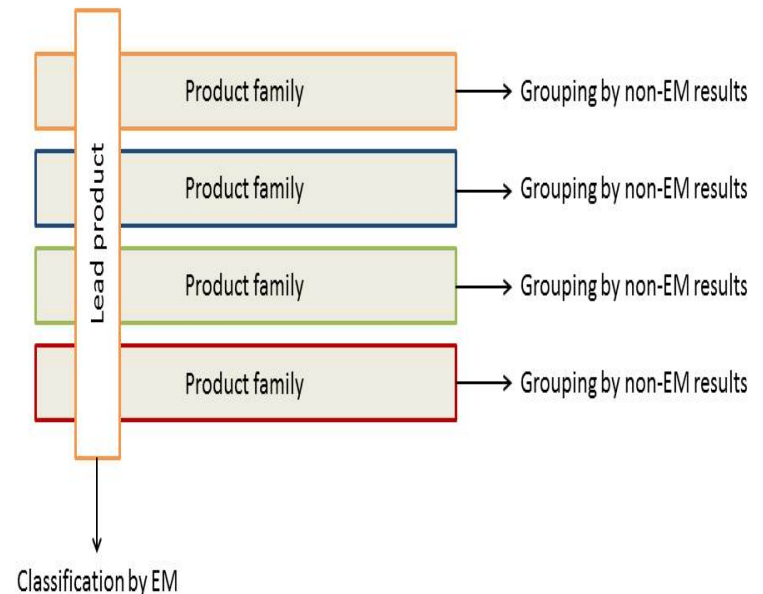 Product family
Grouping by non-EM results
Lead product
Product family
Grouping by non-EM results
Product family
Grouping by non-EM results
Product family
Grouping by non-EM results
Classification by EM